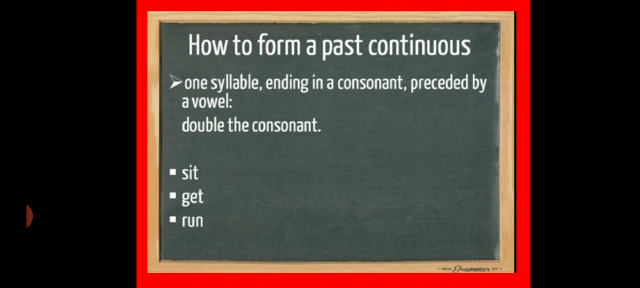 How to form a past continuous
➢one syllable, ending in a consonant, preceded by
a vowel:
double the consonant.
▪ sit
▪ get
▪ run
Grammar